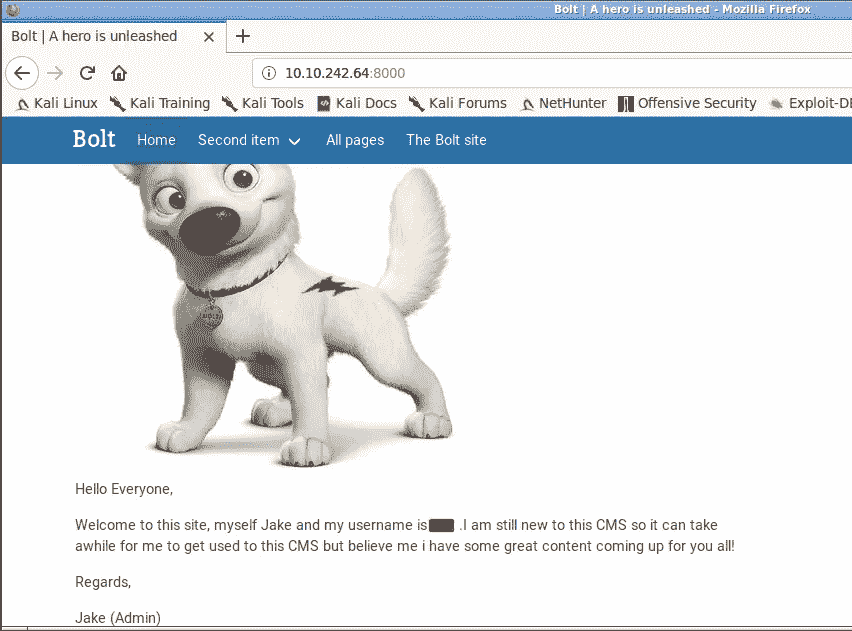 Bolt | A hero is unleashed - Mozilla Firefox
Bolt | A hero is unleashed
10.10.242.64:8000
Kali Linux Kali Training Kali Tools Kali Docs Kali Forums NetHunter Offensive Security Exploit-DB
Bolt Home Second item All pages The Bolt site
Hello Everyone,
Welcome to this site, myself Jake and my username is .I am still new to this CMS so it can take
awhile for me to get used to this CMS but believe me i have some great content coming up for you all!
Regards,
Jake (Admin)